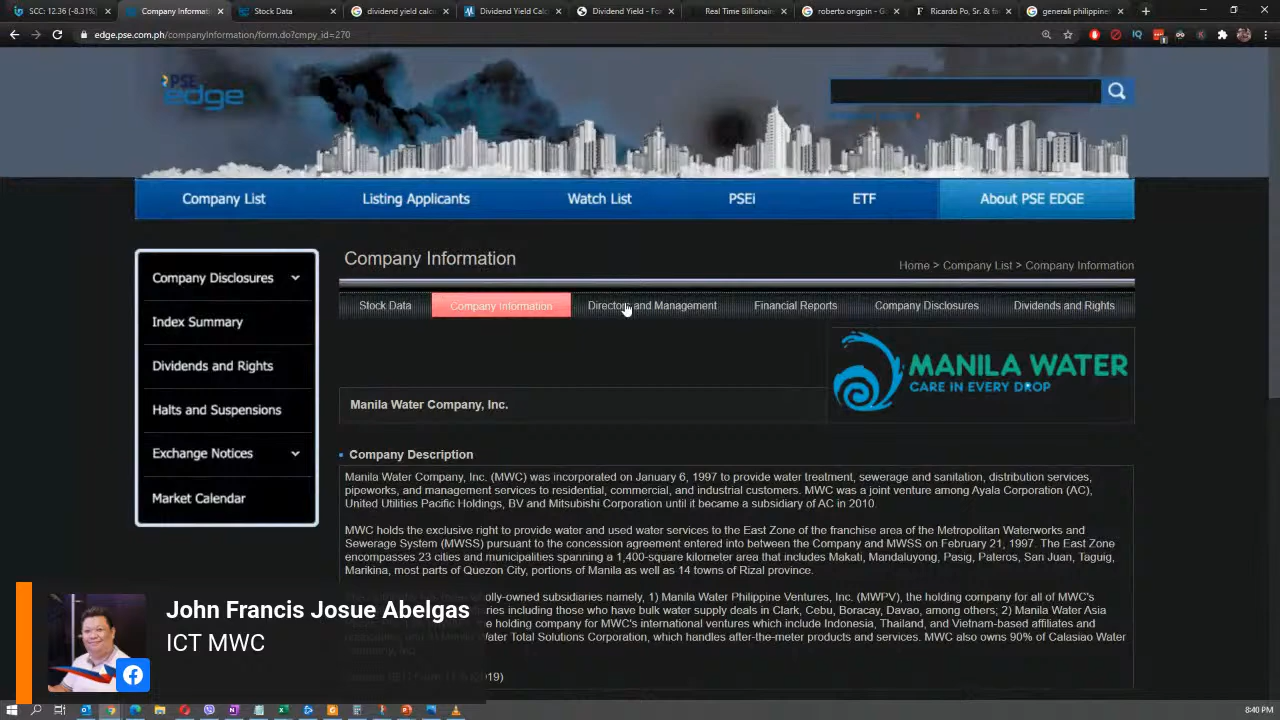 SCC: 12.36 (-8.31%)
Company Informati
Stock Data
dividend yield calc
Dividend Yield Calc
Dividend Yield - Fo
Real Time Billionair
roberto ongpin - G
Ricardo Po, Sr. & f
generali philippine
edge.pse.com.ph/companyInformation/form.do?cmpy_id=270
PSE
edge
Company List
Listing Applicants
Watch List
PSEi
ETF
About PSE EDGE
Company Disclosures
Index Summary
Dividends and Rights
Halts and Suspensions
Exchange Notices
Market Calendar
Company Information
Home > Company List > Company Information
Stock Data
Company Information
Directors and Management
Financial Reports
Company Disclosures
Dividends and Rights
MANILA WATER
CARE IN EVERY DROP
Manila Water Company, Inc.
Company Description
Manila Water Company, Inc. (MWC) was incorporated on January 6, 1997 to provide water treatment, sewerage and sanitation, distribution services,
pipeworks, and management services to residential, commercial, and industrial customers. MWC was a joint venture among Ayala Corporation (AC),
United Utilities Pacific Holdings, BV and Mitsubishi Corporation until it became a subsidiary of AC in 2010.
MWC holds the exclusive right to provide water and used water services to the East Zone of the franchise area of the Metropolitan Waterworks and
Sewerage System (MWSS) pursuant to the concession agreement entered into between the Company and MWSS on February 21, 1997. The East Zone
encompasses 23 cities and municipalities spanning a 1,400-square kilometer area that includes Makati, Mandaluyong, Pasig, Pateros, San Juan, Taguig,
Marikina, most parts of Quezon City, portions of Manila as well as 14 towns of Rizal province.
olly-owned subsidiaries namely, 1) Manila Water Philippine Ventures, Inc. (MWPV), the holding company for all of MWC's
ries including those who have bulk water supply deals in Clark, Cebu, Boracay, Davao, among others; 2) Manila Water Asia
e holding company for MWC's international ventures which include Indonesia, Thailand, and Vietnam-based affiliates and
ater Total Solutions Corporation, which handles after-the-meter products and services. MWC also owns 90% of Calasiao Water
Company, Inc.
19)
John Francis Josue Abelgas
ICT MWC
8:40 PM